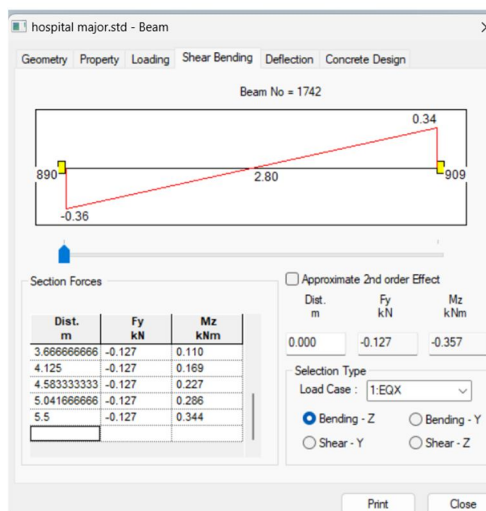 hospital major.std - Beam
Geometry Property Loading Shear Bending Deflection Concrete Design
Beam No = 1742
0.34
890 2.80 909
-0.36
Section Forces
Approximate 2nd order Effect
Dist. Fy Mz
m kN kNm
0.000 -0.127 -0.357
Dist. Fy Mz
m kN kNm
3.666666666 -0.127 0.110
4.125 -0.127 0.169
4.583333333 -0.127 0.227
5.041666666 -0.127 0.286
5.5 -0.127 0.344
Selection Type
Load Case : 1:EQX
Bending - Z Bending - Y
Shear - Y Shear - Z
Print Close